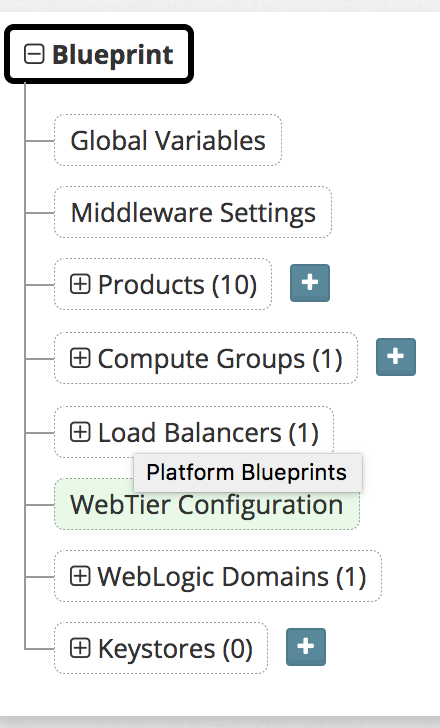 Blueprint
Global Variables
Middleware Settings
Products (10)
Compute Groups (1)
Load Balancers (1)
Platform Blueprints
WebTier Configuration
WebLogic Domains (1)
Keystores (0)